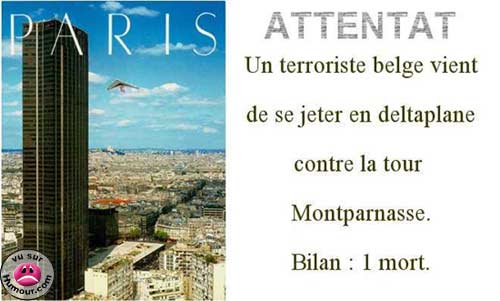 PARIS
ATTENTAT
Un terroriste belge vient
de se jeter en deltaplane
contre la tour
Montparnasse.
Bilan : 1 mort.
vu sur
Humour.com